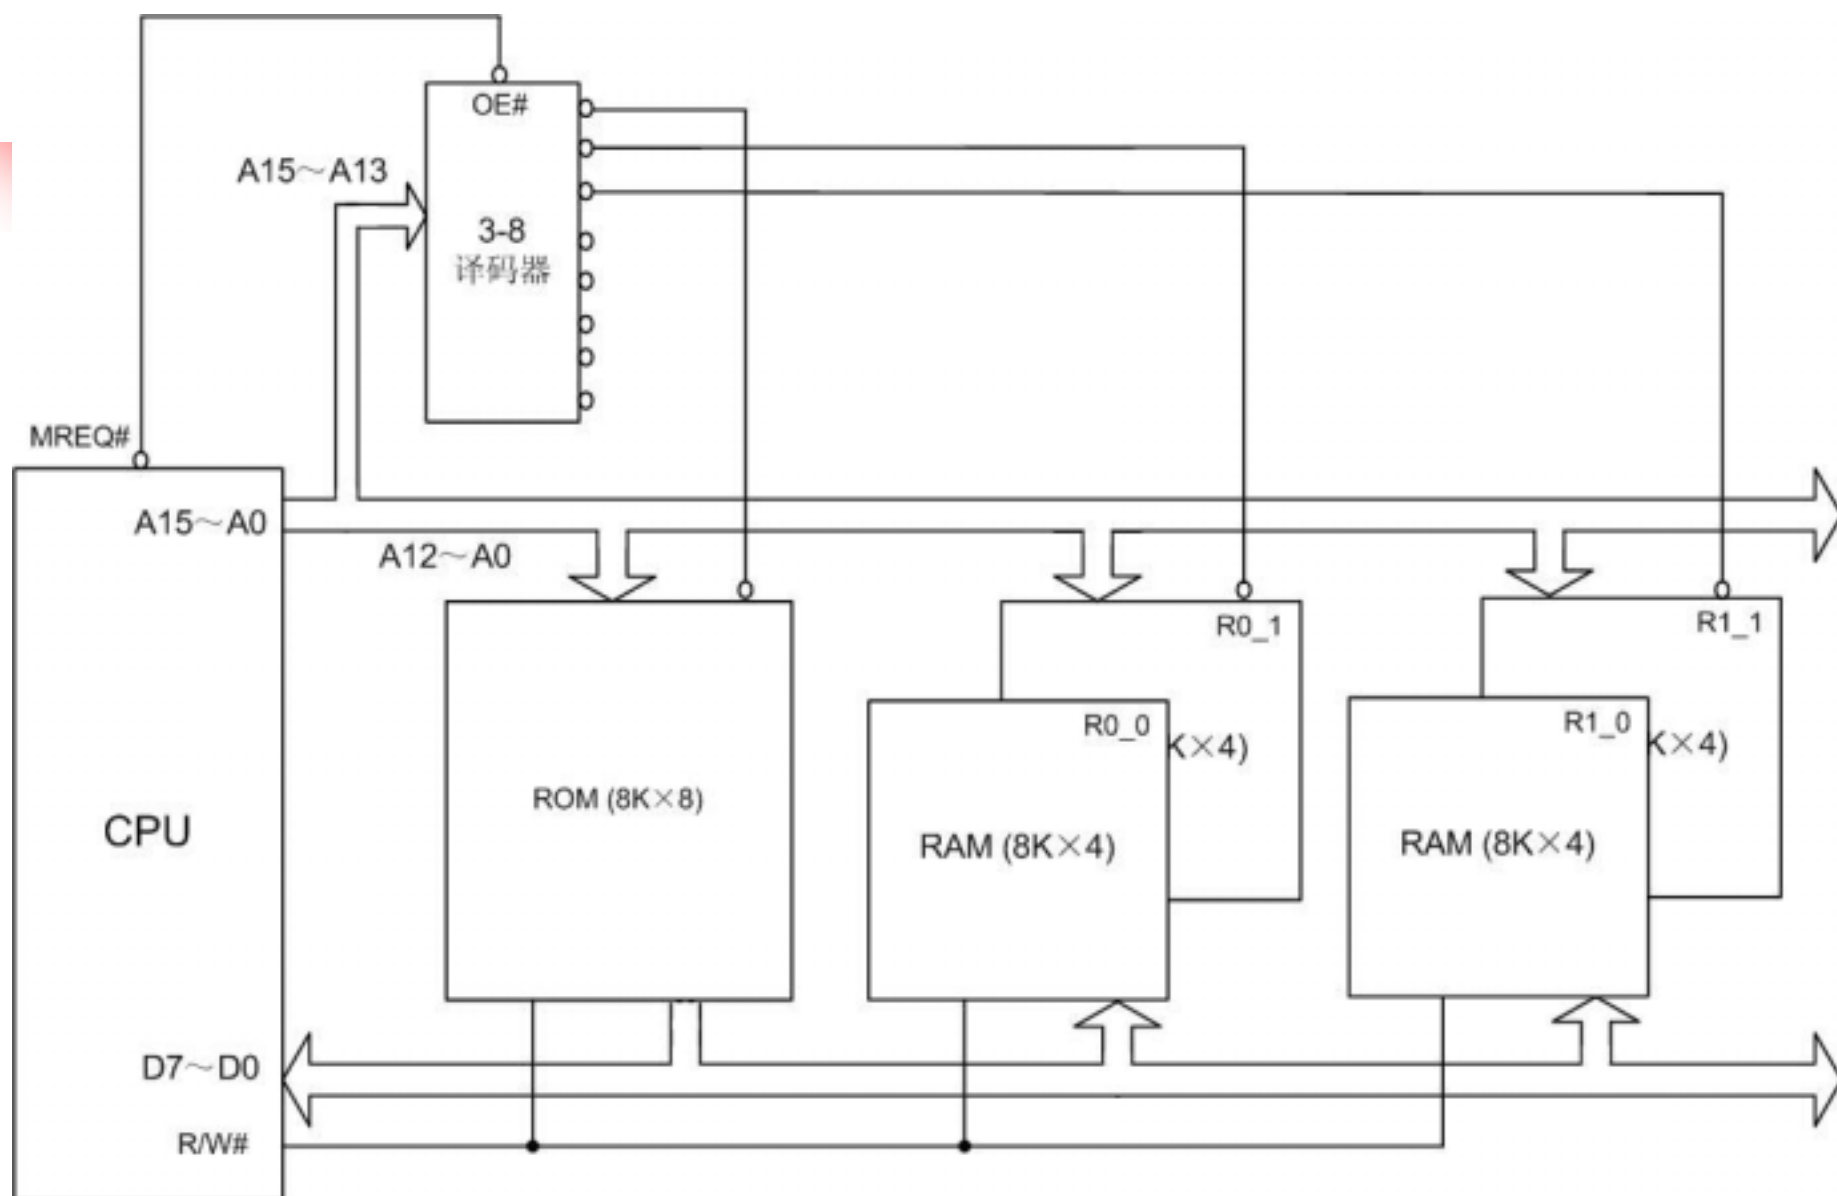 OE#
A15～A13
3-8
译码器
MREQ#
A15～A0
A12～A0
R0_1
R1_1
R0_0
K×4)
R1_0
K×4)
ROM (8K×8)
CPU
RAM (8K×4)
RAM (8K×4)
D7～D0
R/W#